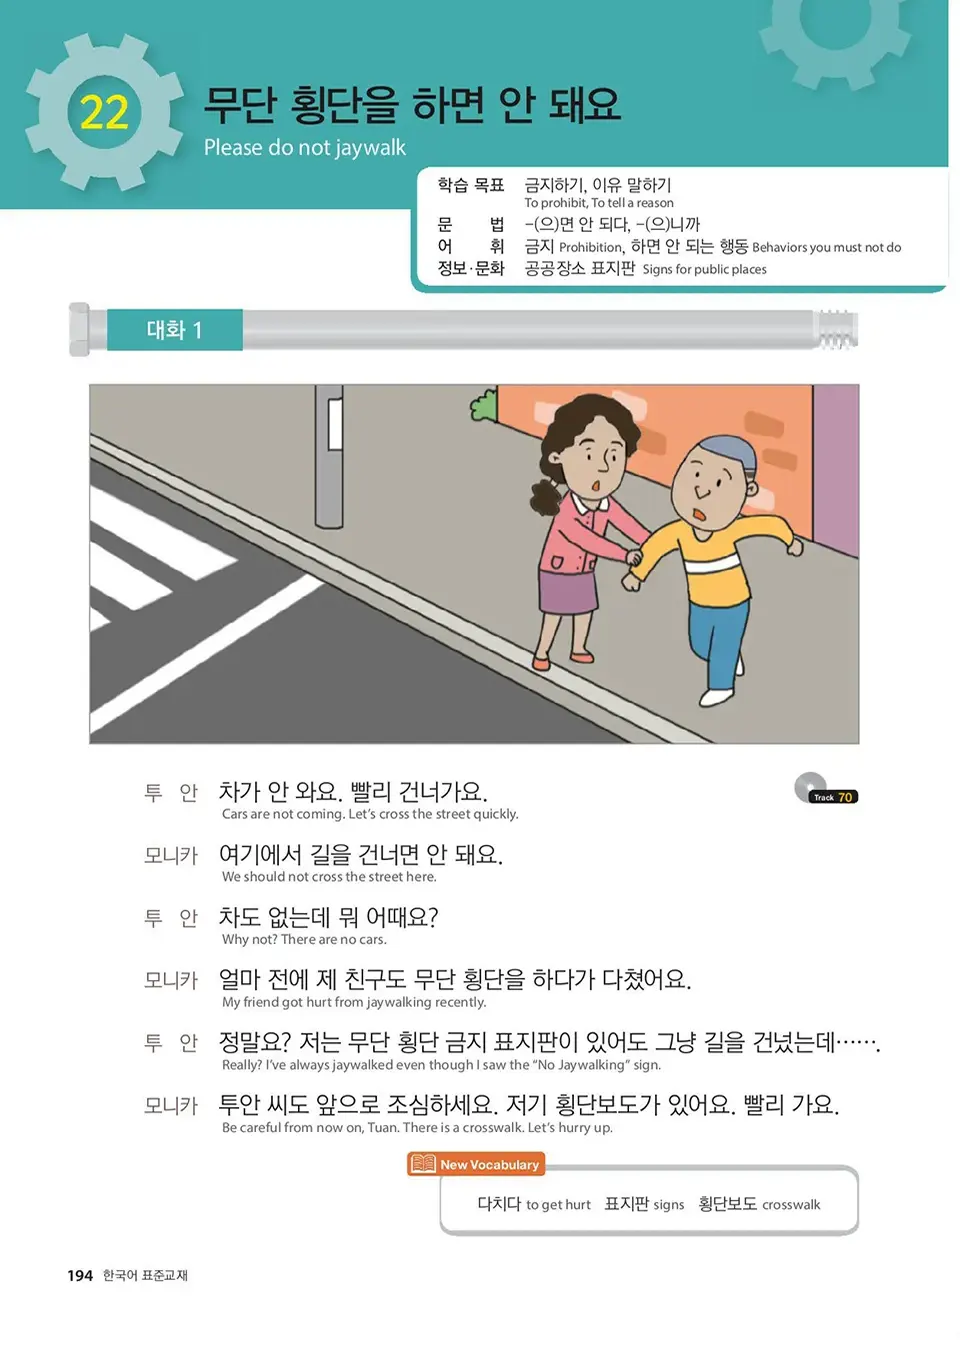 22
무단 횡단을 하면 안 돼요
Please do not jaywalk
학습 목표 금지하기, 이유 말하기
To prohibit, To tell a reason
문 법 -(으)면 안 되다, -(으)니까
어 휘 금지 Prohibition, 하면 안 되는 행동 Behaviors you must not do
정보·문화 공공장소 표지판 Signs for public places
대화 1
투 안 차가 안 와요. 빨리 건너가요.
Track 70
Cars are not coming. Let's cross the street quickly.
모니카 여기에서 길을 건너면 안 돼요.
We should not cross the street here.
투 안 차도 없는데 뭐 어때요?
Why not? There are no cars.
모니카 얼마 전에 제 친구도 무단 횡단을 하다가 다쳤어요.
My friend got hurt from jaywalking recently.
투 안 정말요? 저는 무단 횡단 금지 표지판이 있어도 그냥 길을 건넜는데…….
Really? I've always jaywalked even though I saw the “No Jaywalking” sign.
모니카 투안 씨도 앞으로 조심하세요. 저기 횡단보도가 있어요. 빨리 가요.
Be careful from now on, Tuan. There is a crosswalk. Let's hurry up.
New Vocabulary
다치다 to get hurt 표지판 signs 횡단보도 crosswalk
194 한국어 표준교재